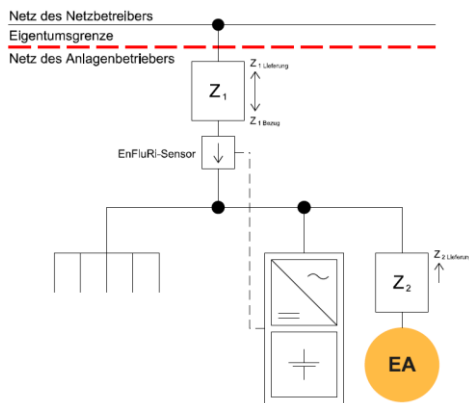 Netz des Netzbetreibers
Eigentumsgrenze
Netz des Anlagenbetreibers
Z1 Lieferung
Z1
Z1 Bezug
EnFluRi-Sensor
Z2 Lieferung
Z2
EA